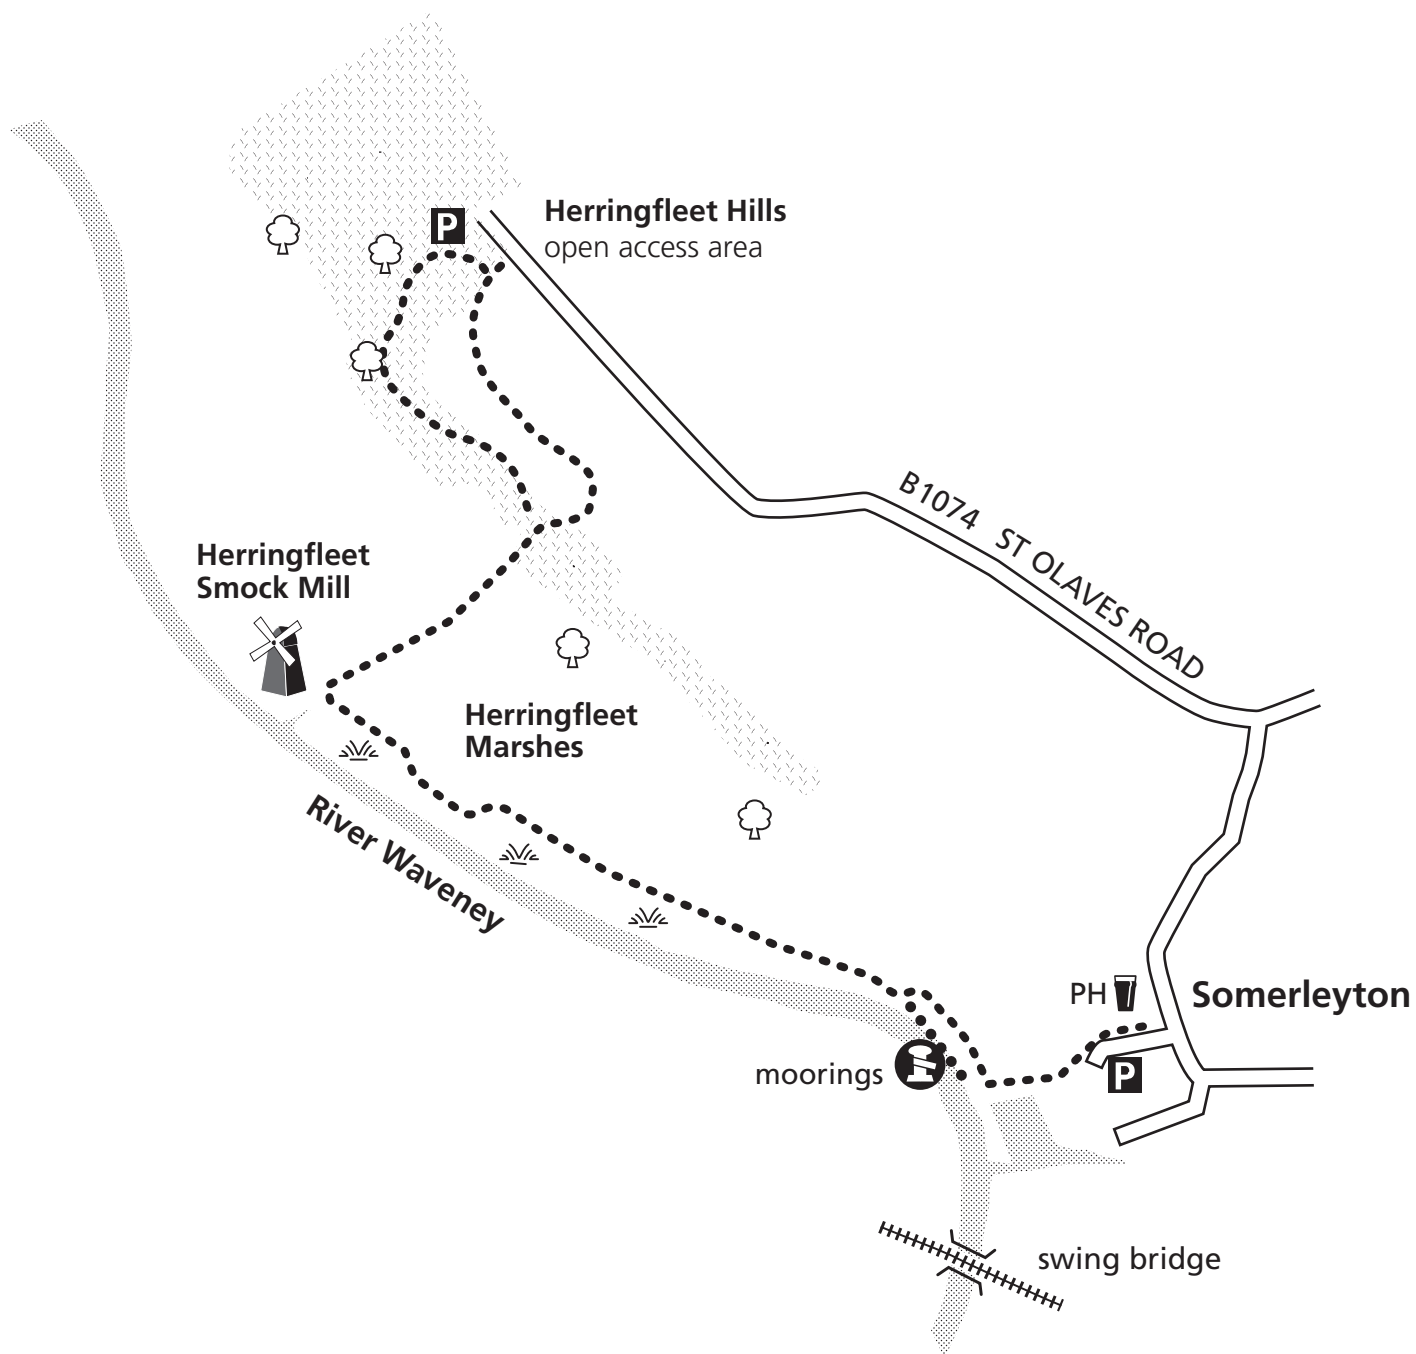 P
Herringfleet Hills
open access area
B1074 ST OLAVES ROAD
Herringfleet
Smock Mill
Herringfleet
Marshes
River Waveney
PH
Somerleyton
moorings
P
swing bridge